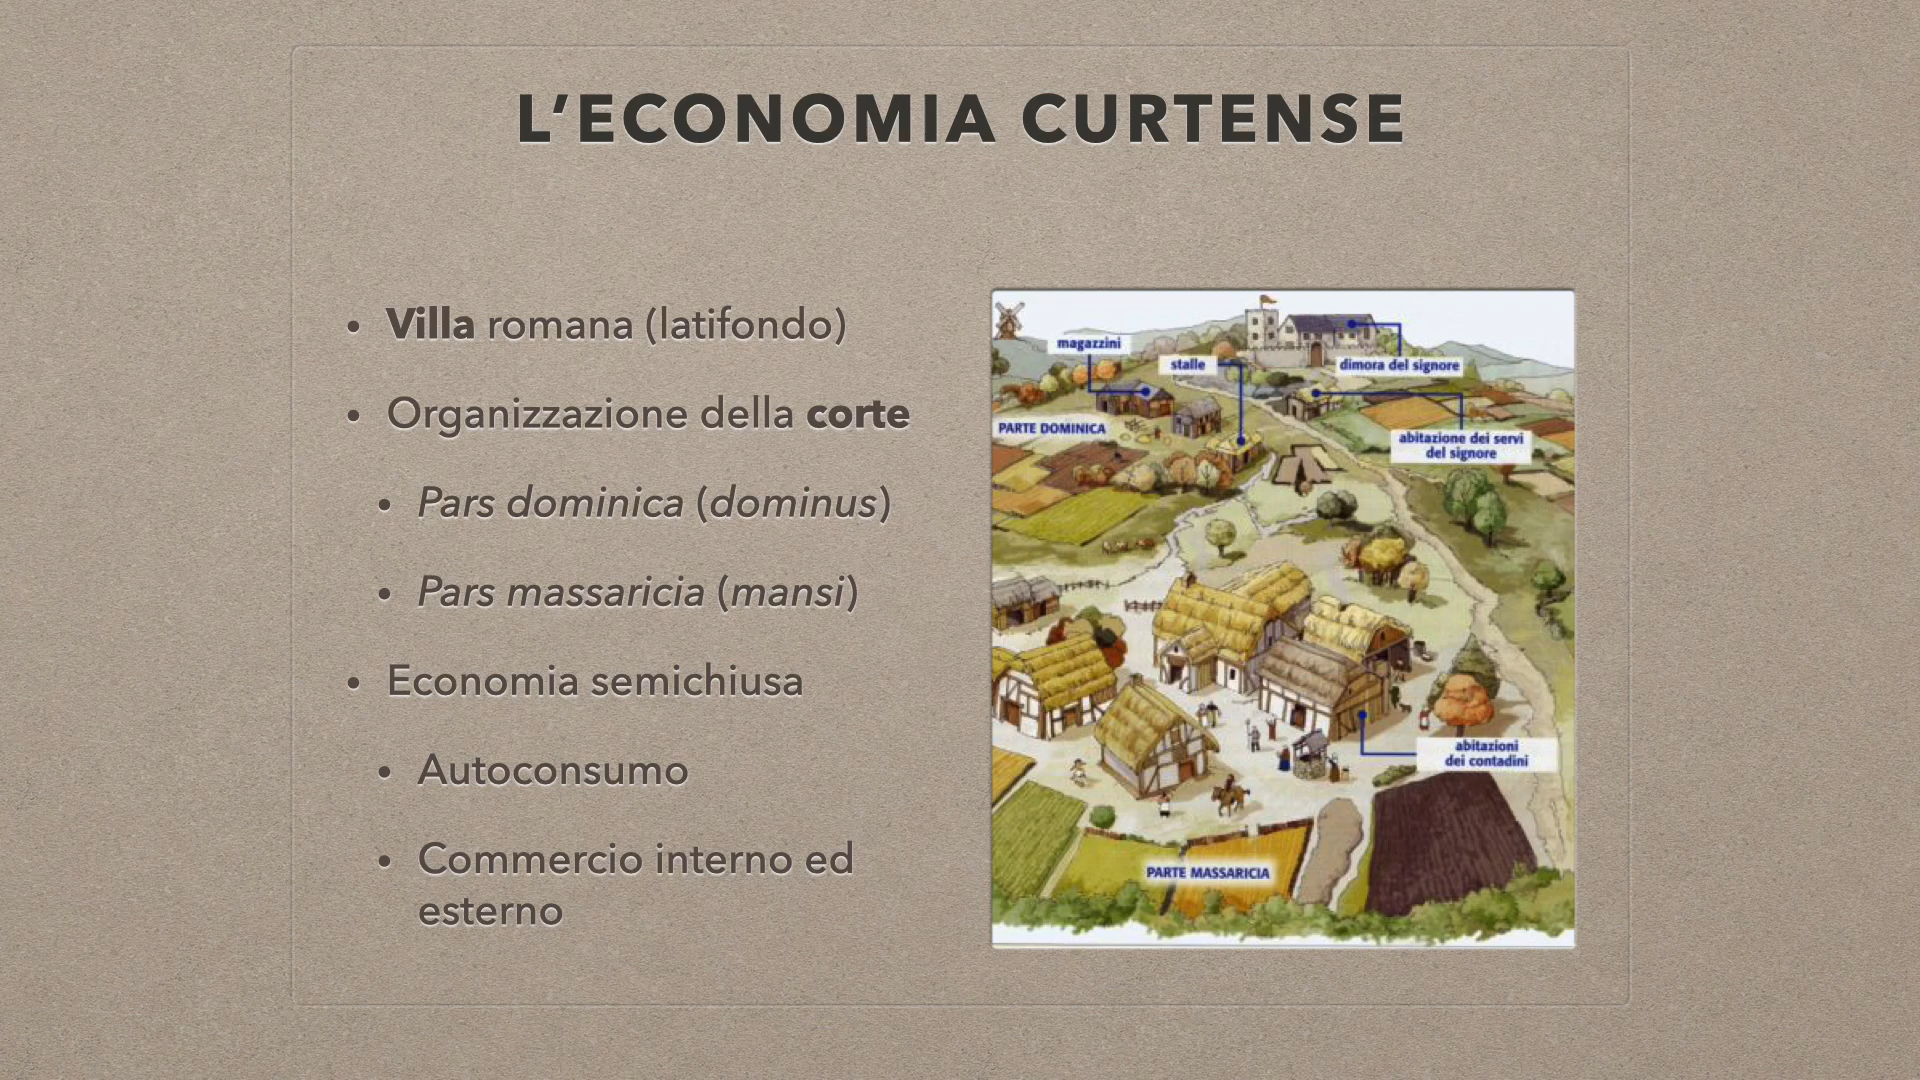 L’ECONOMIA CURTENSE
• Villa romana (latifondo)
• Organizzazione della corte
• Pars dominica (dominus)
• Pars massaricia (mansi)
• Economia semichiusa
• Autoconsumo
• Commercio interno ed
esterno
magazzini
stalle
dimora del signore
PARTE DOMINICA
abitazione dei servi
del signore
abitazioni
dei contadini
PARTE MASSARICIA